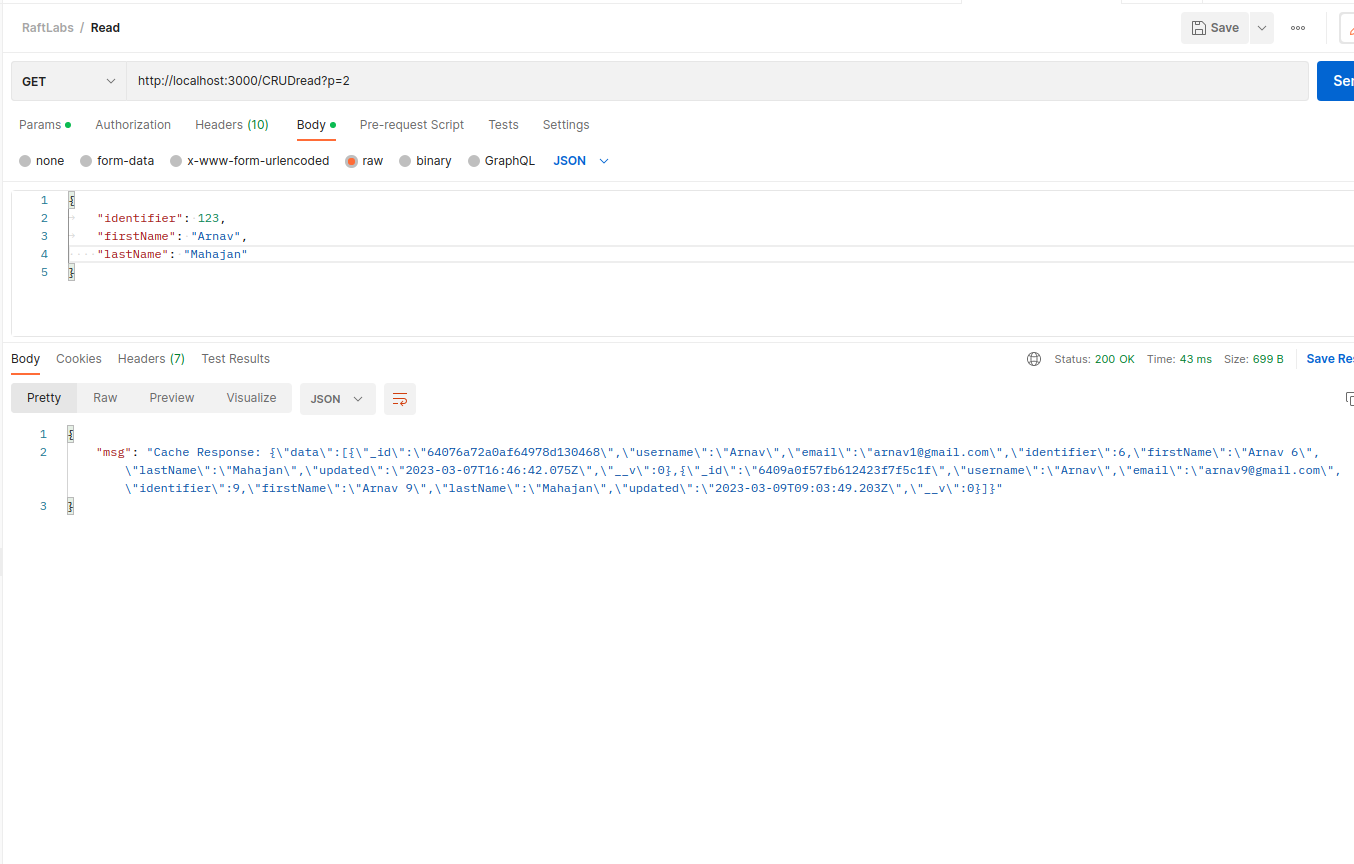 RaftLabs / Read
Save
GET http://localhost:3000/CRUDread?p=2
Params Authorization Headers (10) Body Pre-request Script Tests Settings
none form-data x-www-form-urlencoded raw binary GraphQL JSON
1 {
2 "identifier": 123,
3 "firstName": "Arnav",
4 "lastName": "Mahajan"
5 }
Body Cookies Headers (7) Test Results Status: 200 OK Time: 43 ms Size: 699 B Save Res
Pretty Raw Preview Visualize JSON
1 {
2 "msg": "Cache Response: {\"data\":[{\"_id\":\"64076a72a0af64978d130468\",\"username\":\"Arnav\",\"email\":\"arnav1@gmail.com\",\"identifier\":6,\"firstName\":\"Arnav 6\",
\"lastName\":\"Mahajan\",\"updated\":\"2023-03-07T16:46:42.075Z\",\"__v\":0},{\"_id\":\"6409a0f57fb612423f7f5c1f\",\"username\":\"Arnav\",\"email\":\"arnav9@gmail.com\",
\"identifier\":9,\"firstName\":\"Arnav 9\",\"lastName\":\"Mahajan\",\"updated\":\"2023-03-09T09:03:49.203Z\",\"__v\":0}]}"
3 }